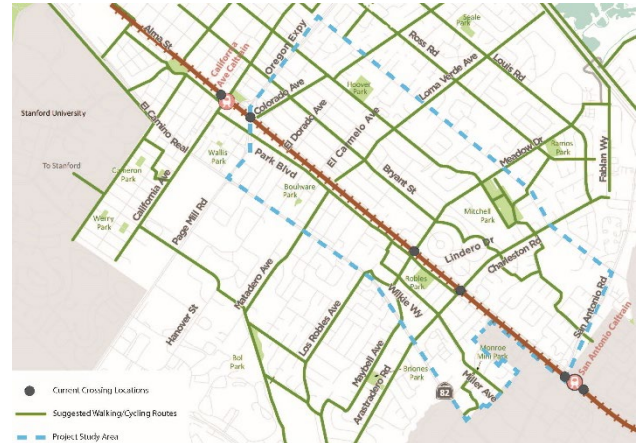 Seale
Park
Alma St
California
Ave Caltrain
Oregon Expy
Ross Rd
Louis Rd
Hoover
Park
Loma Verde Ave
Colorado Ave
El Dorado Ave
El Carmelo Ave
Stanford University
El Camino Real
To Stanford
Wallis
Park
Park Blvd
Cameron
Park
California Ave
Werry
Park
Page Mill Rd
Boulware
Park
Bryant St
Meadow Dr
Ramos
Park
Fabian Wy
Mitchell
Park
Lindero Dr
Charleston Rd
San Antonio Rd
Hanover St
Matadero Ave
Los Robles Ave
Robles
Park
Wilkie Wy
Bol
Park
Maybell Ave
Arastradero Rd
Briones
Park
Monroe
Mini Park
Miller Ave
82
San Antonio Caltrain
Current Crossing Locations
Suggested Walking/Cycling Routes
Project Study Area